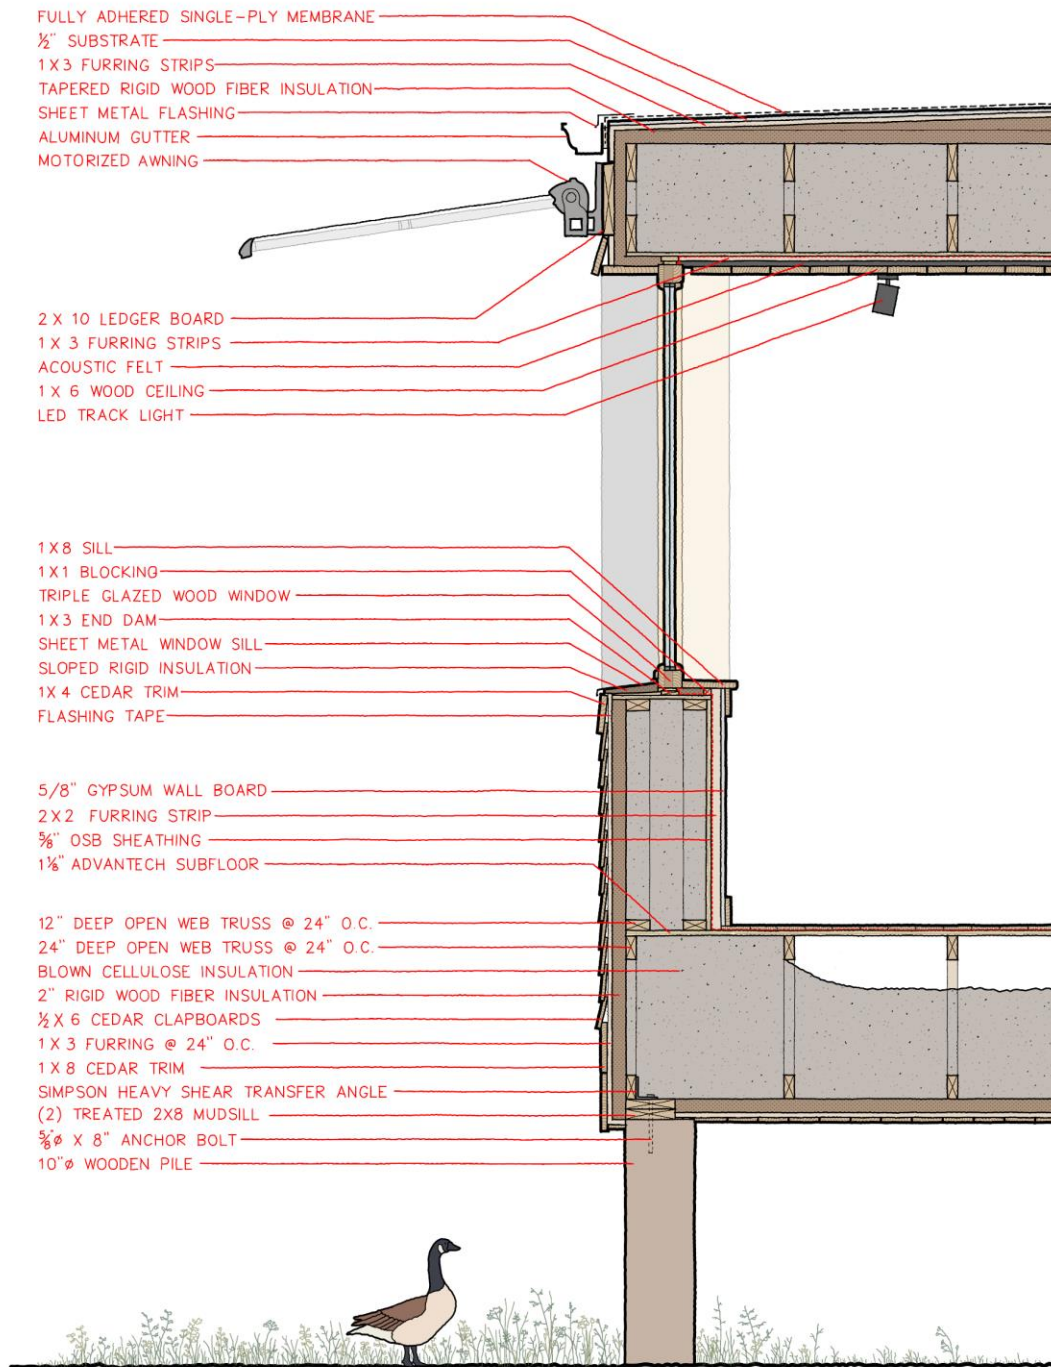 FULLY ADHERED SINGLE-PLY MEMBRANE
½" SUBSTRATE
1X3 FURRING STRIPS
TAPERED RIGID WOOD FIBER INSULATION
SHEET METAL FLASHING
ALUMINUM GUTTER
MOTORIZED AWNING
2 X 10 LEDGER BOARD
1 X 3 FURRING STRIPS
ACOUSTIC FELT
1 X 6 WOOD CEILING
LED TRACK LIGHT
1X8 SILL
1X1 BLOCKING
TRIPLE GLAZED WOOD WINDOW
1X3 END DAM
SHEET METAL WINDOW SILL
SLOPED RIGID INSULATION
1X4 CEDAR TRIM
FLASHING TAPE
5/8" GYPSUM WALL BOARD
2X2 FURRING STRIP
⅝" OSB SHEATHING
1⅛" ADVANTECH SUBFLOOR
12" DEEP OPEN WEB TRUSS @ 24" O.C.
24" DEEP OPEN WEB TRUSS @ 24" O.C.
BLOWN CELLULOSE INSULATION
2" RIGID WOOD FIBER INSULATION
½ X 6 CEDAR CLAPBOARDS
1X3 FURRING @ 24" O.C.
1X8 CEDAR TRIM
SIMPSON HEAVY SHEAR TRANSFER ANGLE
(2) TREATED 2X8 MUDSILL
⅝"ø X 8" ANCHOR BOLT
10"ø WOODEN PILE